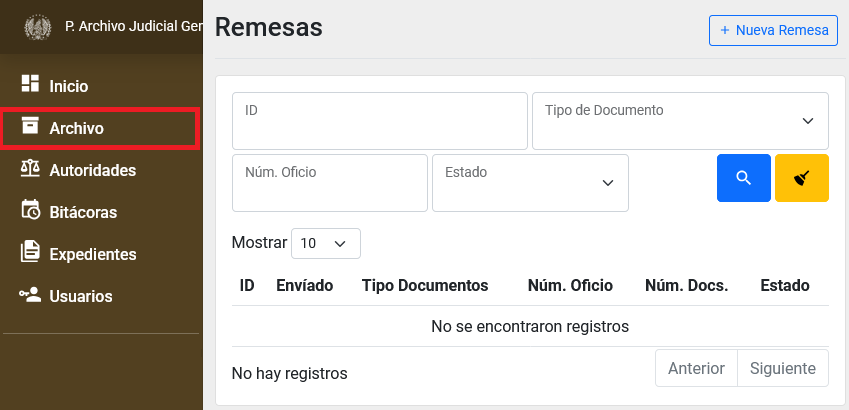 P. Archivo Judicial Ger
Inicio
Archivo
Autoridades
Bitácoras
Expedientes
Usuarios
Remesas
+ Nueva Remesa
ID
Tipo de Documento
Núm. Oficio
Estado
Mostrar 10
ID Envíado Tipo Documentos Núm. Oficio Núm. Docs. Estado
No se encontraron registros
No hay registros
Anterior Siguiente